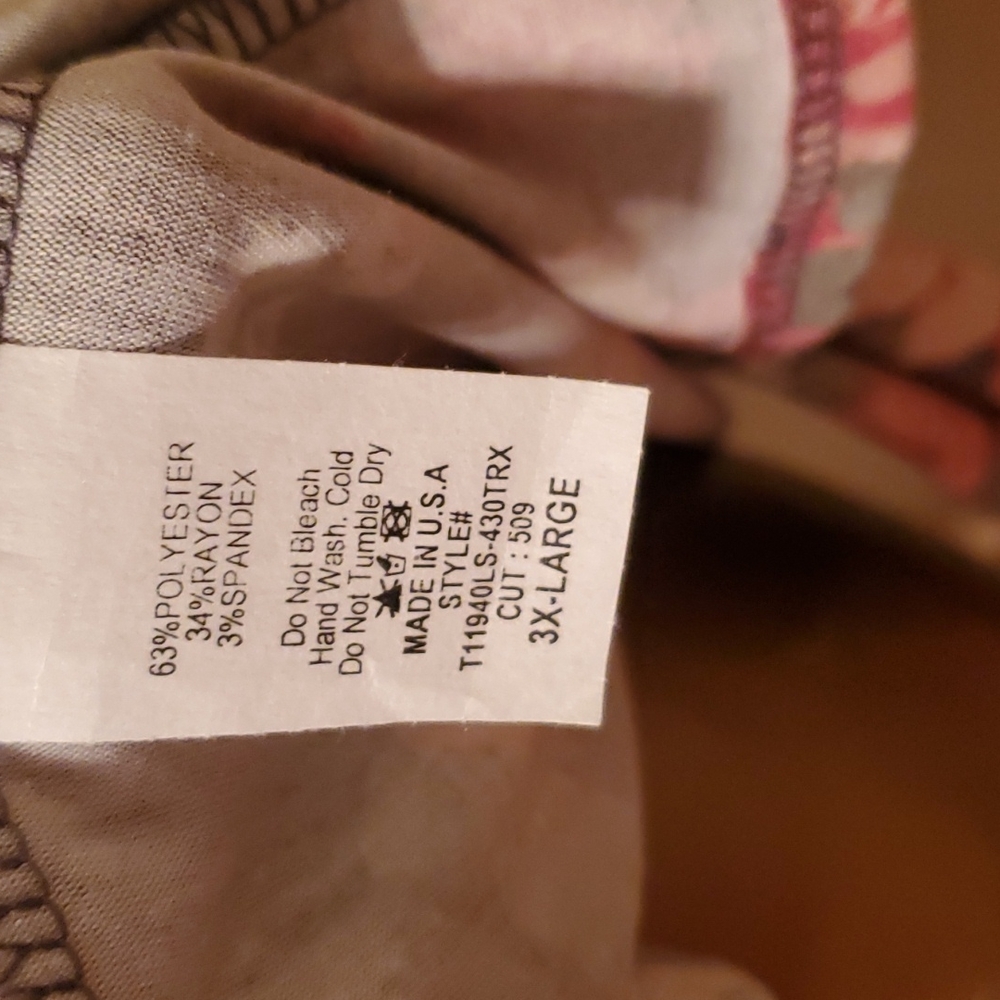 63%POLYESTER
34%RAYON
3%SPANDEX
Do Not Bleach
Hand Wash. Cold
Do Not Tumble Dry
MADE IN U.S.A
STYLE#
T11940LS-430TRX
CUT : 509
3X-LARGE